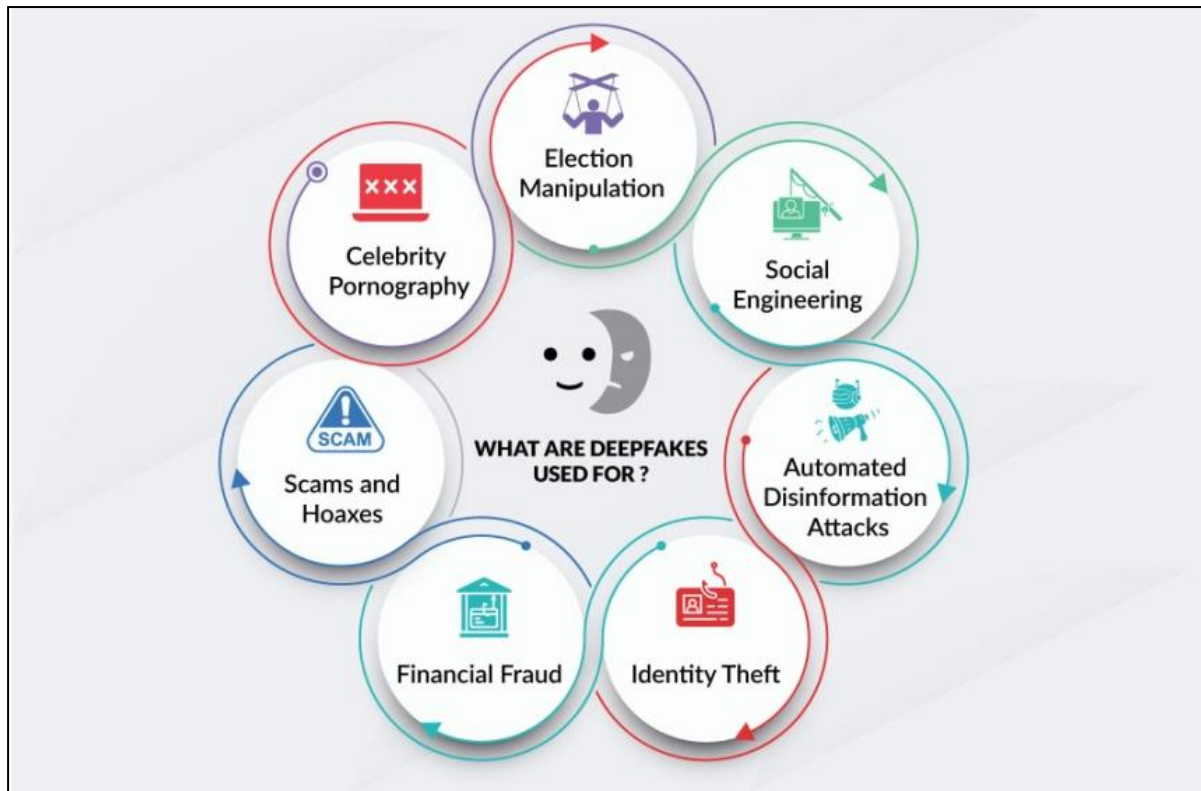 Election
Manipulation
Social
Engineering
Automated
Disinformation
Attacks
Identity Theft
Financial Fraud
SCAM
Scams and
Hoaxes
XXX
Celebrity
Pornography
WHAT ARE DEEPFAKES
USED FOR ?